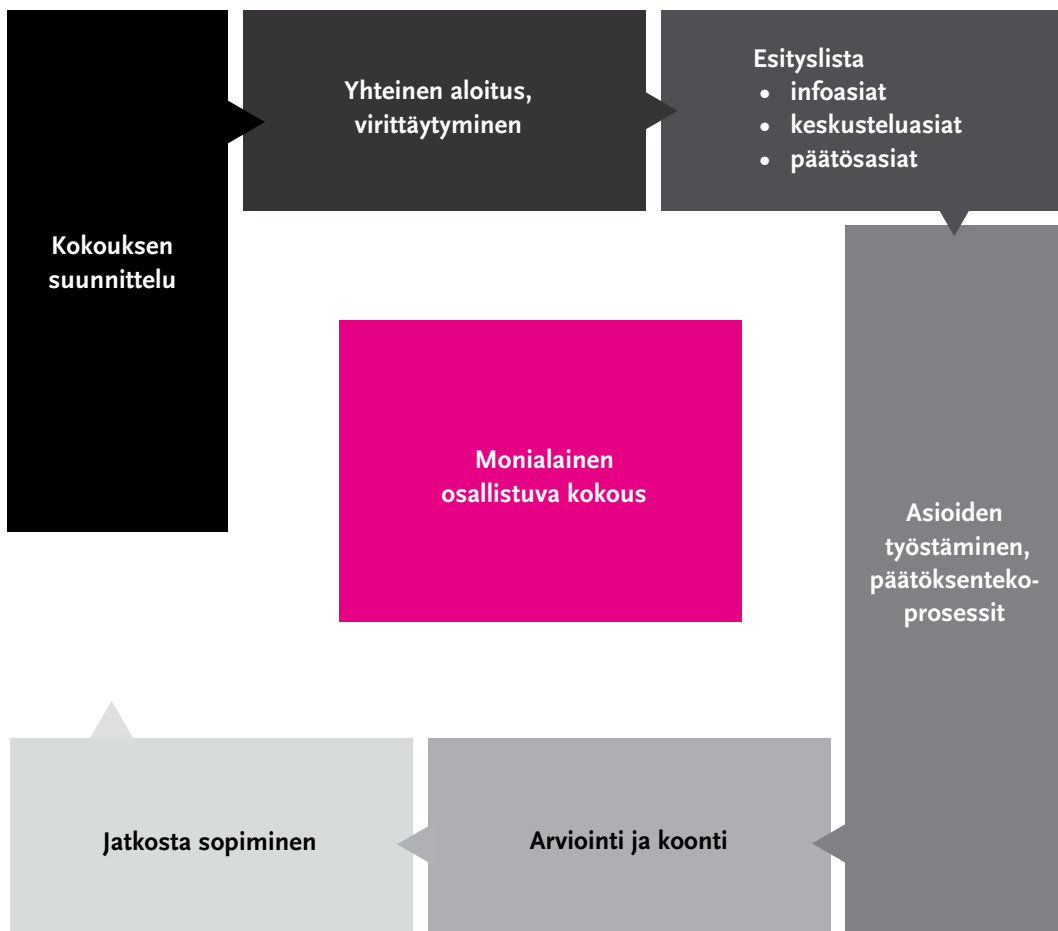 Kokouksen
suunnittelu
Yhteinen aloitus,
virittäytyminen
Esityslista
• infoasiat
• keskusteluasiat
• päätösasiat
Asioiden
työstäminen,
päätöksenteko-
prosessit
Arviointi ja koonti
Jatkosta sopiminen
Monialainen
osallistuva kokous